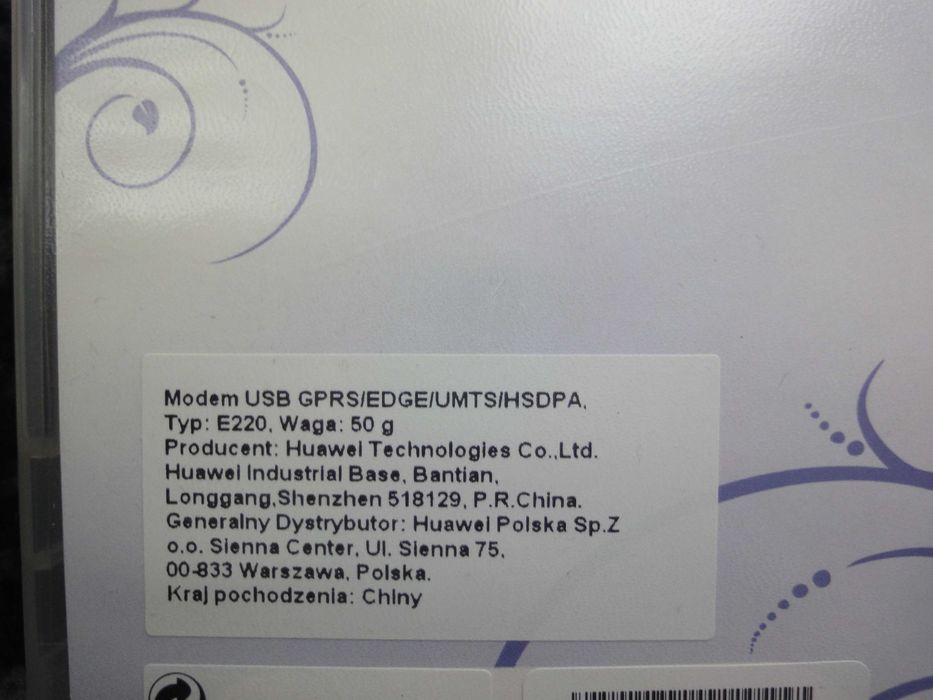 Modem USB GPRS/EDGE/UMTS/HSDPA,
Typ: E220, Waga: 50 g
Producent: Huawei Technologies Co.,Ltd.
Huawei Industrial Base, Bantian,
Longgang,Shenzhen 518129, P.R.China.
Generalny Dystrybutor: Huawei Polska Sp.Z
o.o. Sienna Center, Ul. Sienna 75,
00-833 Warszawa, Polska.
Kraj pochodzenia: Chiny